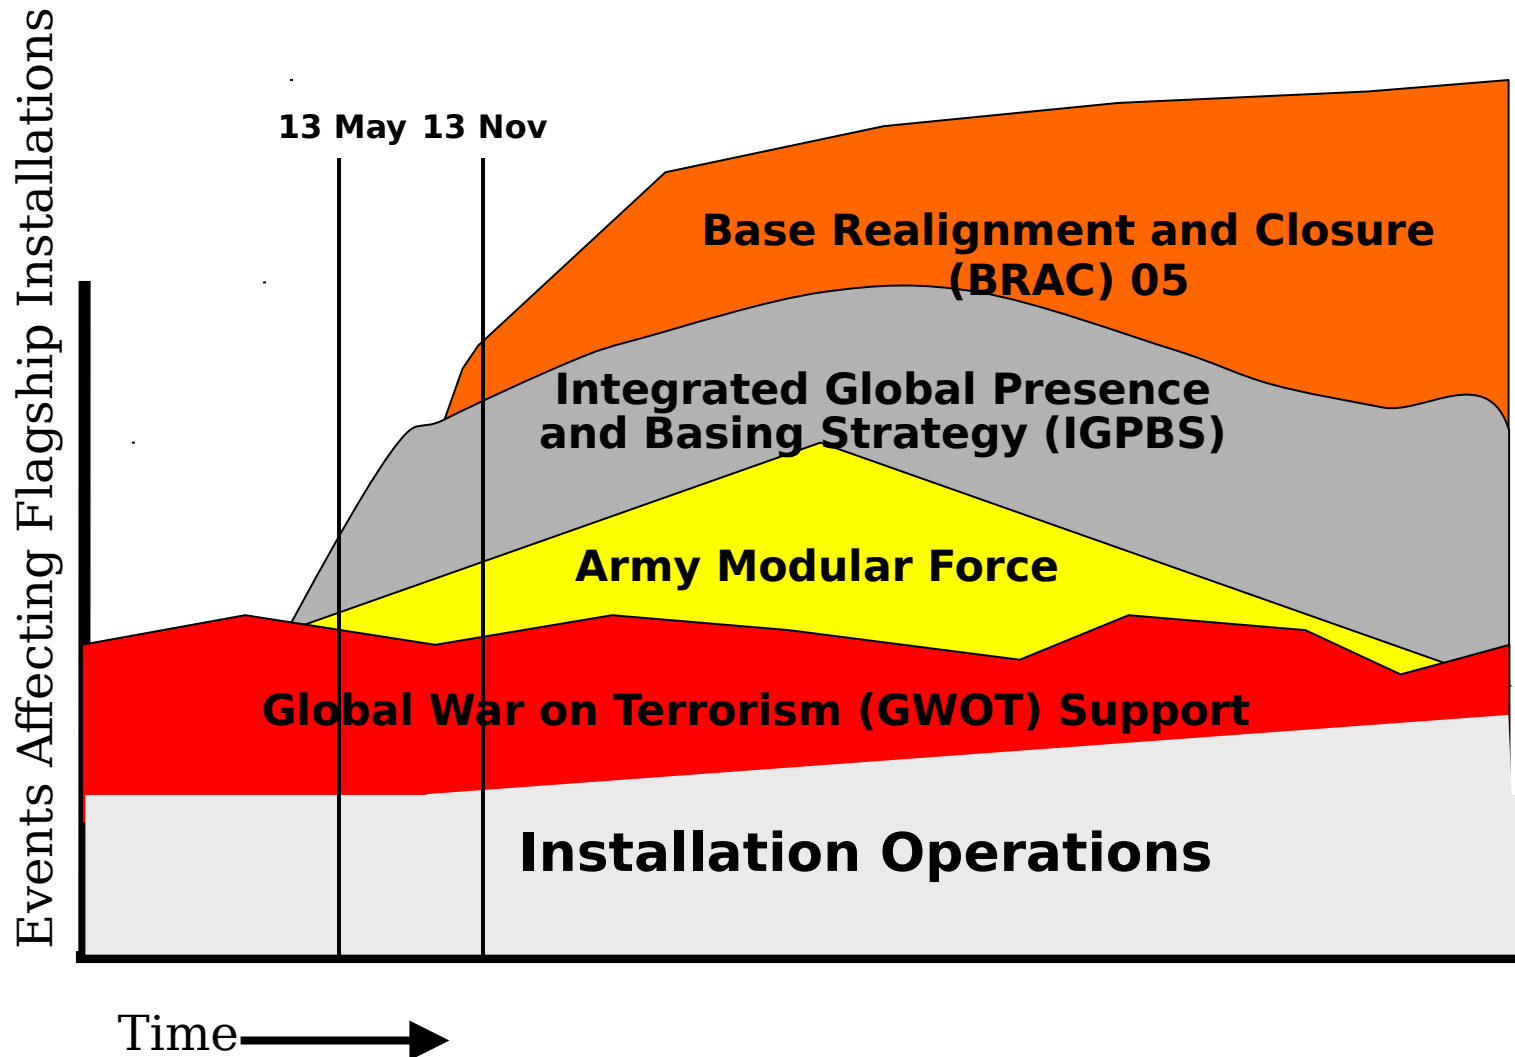 Events Affecting Flagship Installations
13 May 13 Nov
Base Realignment and Closure
(BRAC) 05
Integrated Global Presence
and Basing Strategy (IGPBS)
Army Modular Force
Global War on Terrorism (GWOT) Support
Installation Operations
Time